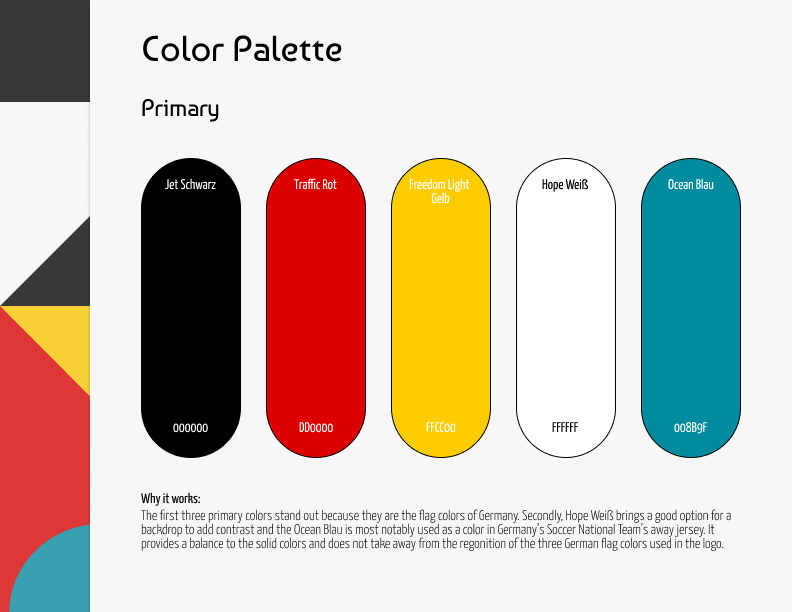 Color Palette
Primary
Jet Schwarz
Traffic Rot
Freedom Light
Gelb
Hope Weiß
Ocean Blau
000000
DD0000
FFCC00
FFFFFF
008B9F
Why it works:
The first three primary colors stand out because they are the flag colors of Germany. Secondly, Hope Weiß brings a good option for a
backdrop to add contrast and the Ocean Blau is most notably used as a color in Germany's Soccer National Team's away jersey. It
provides a balance to the solid colors and does not take away from the regonition of the three German flag colors used in the logo.